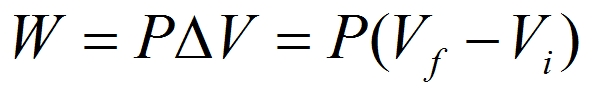 W = PΔV = P(V_f − V_i)